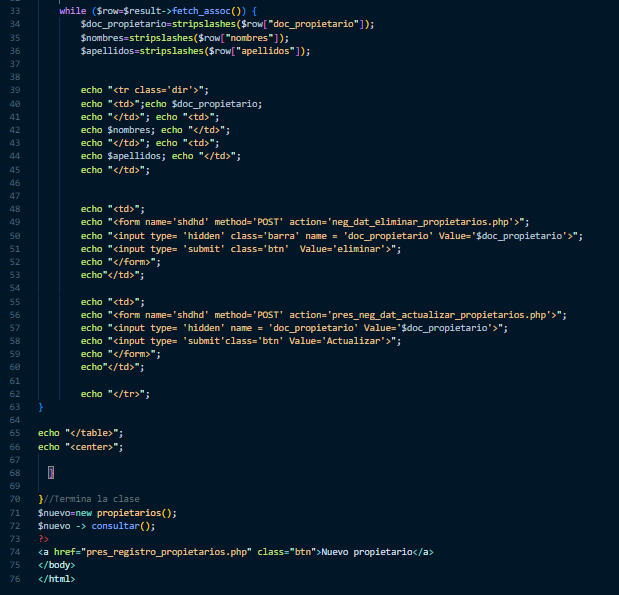 33 while ($row=$result->fetch_assoc()) {
34 $doc_propietario=stripslashes($row["doc_propietario"]);
35 $nombres=stripslashes($row["nombres"]);
36 $apellidos=stripslashes($row["apellidos"]);
37
38
39 echo "<tr class='dir'>";
40 echo "<td>";echo $doc_propietario;
41 echo "</td>"; echo "<td>";
42 echo $nombres; echo "</td>";
43 echo "</td>"; echo "<td>";
44 echo $apellidos; echo "</td>";
45 echo "</td>";
46
47
48 echo "<td>";
49 echo "<form name='shdhd' method='POST' action='neg_dat_eliminar_propietarios.php'>";
50 echo "<input type= 'hidden' class='barra' name = 'doc_propietario' Value='$doc_propietario'>";
51 echo "<input type= 'submit' class='btn'  Value='eliminar'>";
52 echo "</form>";
53 echo"</td>";
54
55 echo "<td>";
56 echo "<form name='shdhd' method='POST' action='pres_neg_dat_actualizar_propietarios.php'>";
57 echo "<input type= 'hidden' name = 'doc_propietario' Value='$doc_propietario'>";
58 echo "<input type= 'submit'class='btn' Value='Actualizar'>";
59 echo "</form>";
60 echo"</td>";
61
62 echo "</tr>";
63 }
64
65 echo "</table>";
66 echo "<center>";
67
68 }
69
70 }//Termina la clase
71 $nuevo=new propietarios();
72 $nuevo -> consultar();
73 ?>
74 <a href="pres_registro_propietarios.php" class="btn">Nuevo propietario</a>
75 </body>
76 </html>